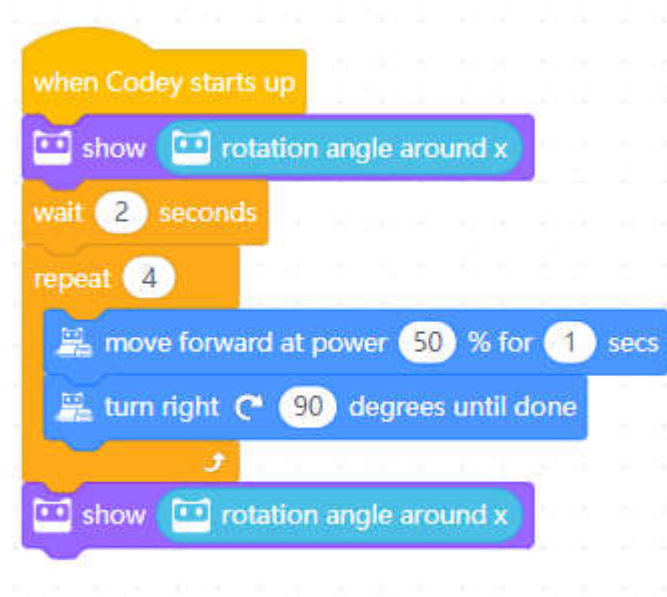 when Codey starts up
show rotation angle around x
wait 2 seconds
repeat 4
move forward at power 50 % for 1 secs
turn right 90 degrees until done
show rotation angle around x